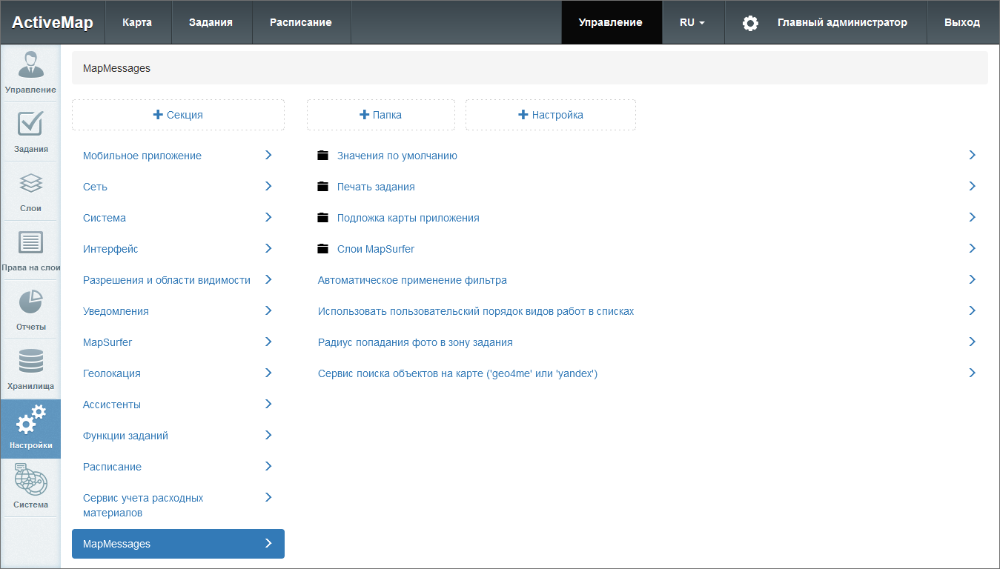 ActiveMap
Карта
Задания
Расписание
Управление
RU
Главный администратор
Выход
Управление
Задания
Слои
Права на слои
Отчеты
Хранилища
Настройки
Система
MapMessages
Секция
Папка
Настройка
Мобильное приложение
Сеть
Система
Интерфейс
Разрешения и области видимости
Уведомления
MapSurfer
Геолокация
Ассистенты
Функции заданий
Расписание
Сервис учета расходных
материалов
MapMessages
Значения по умолчанию
Печать задания
Подложка карты приложения
Слои MapSurfer
Автоматическое применение фильтра
Использовать пользовательский порядок видов работ в списках
Радиус попадания фото в зону задания
Сервис поиска объектов на карте ('geo4me' или 'yandex')